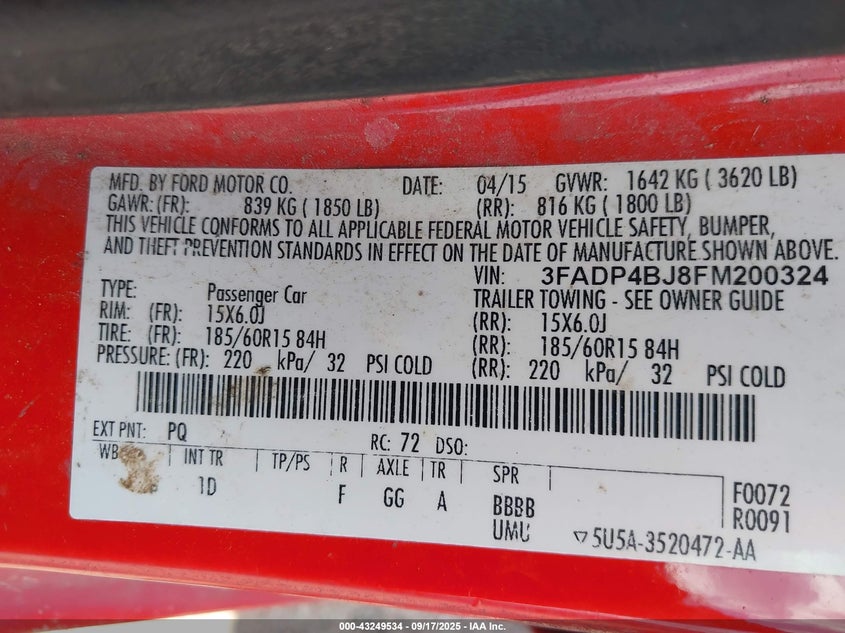 MFD. BY FORD MOTOR CO. DATE: 04/15 GVWR: 1642 KG ( 3620 LB)
GAWR: (FR): 839 KG ( 1850 LB) (RR): 816 KG ( 1800 LB)
THIS VEHICLE CONFORMS TO ALL APPLICABLE FEDERAL MOTOR VEHICLE SAFETY, BUMPER,
AND THEFT PREVENTION STANDARDS IN EFFECT ON THE DATE OF MANUFACTURE SHOWN ABOVE.
VIN: 3FADP4BJ8FM200324
TYPE: Passenger Car TRAILER TOWING - SEE OWNER GUIDE
RIM: (FR): 15X6.0J (RR): 15X6.0J
TIRE: (FR): 185/60R15 84H (RR): 185/60R15 84H
PRESSURE: (FR): 220 kPa/ 32 PSI COLD (RR): 220 kPa/ 32 PSI COLD
EXT PNT: PQ RC: 72 DSO:
WB INT TR TP/PS R AXLE TR SPR
1D F GG A BBBB F0072
UMU R0091
▽5U5A-3520472-AA
000-43249534 - 09/17/2025 - IAA Inc.